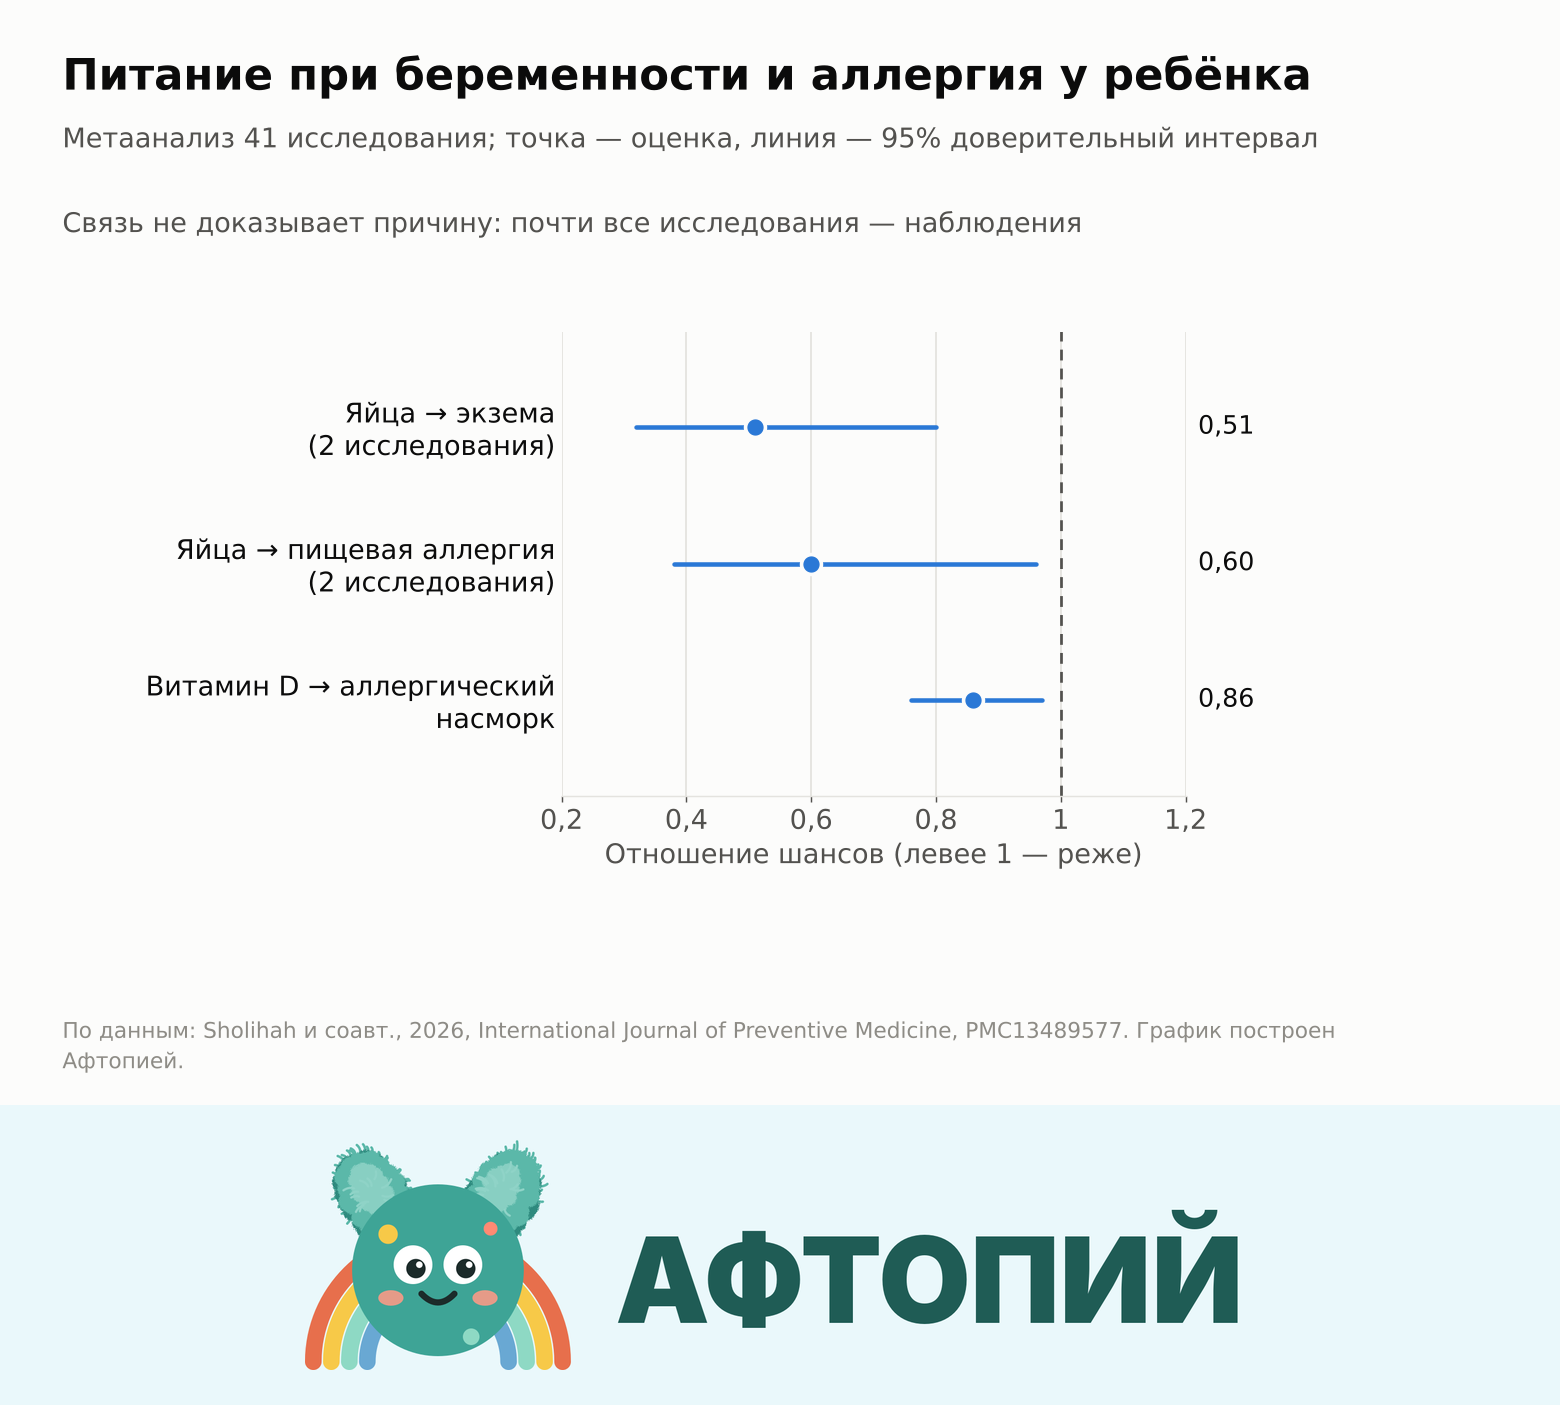 Питание при беременности и аллергия у ребёнка
Метаанализ 41 исследования; точка — оценка, линия — 95% доверительный интервал
Связь не доказывает причину: почти все исследования — наблюдения
Яйца → экзема
(2 исследования)
0,51
Яйца → пищевая аллергия
(2 исследования)
0,60
Витамин D → аллергический
насморк
0,86
0,2 0,4 0,6 0,8 1 1,2
Отношение шансов (левее 1 — реже)
По данным: Sholihah и соавт., 2026, International Journal of Preventive Medicine, PMC13489577. График построен
Афтопией.
АФТОПИЙ